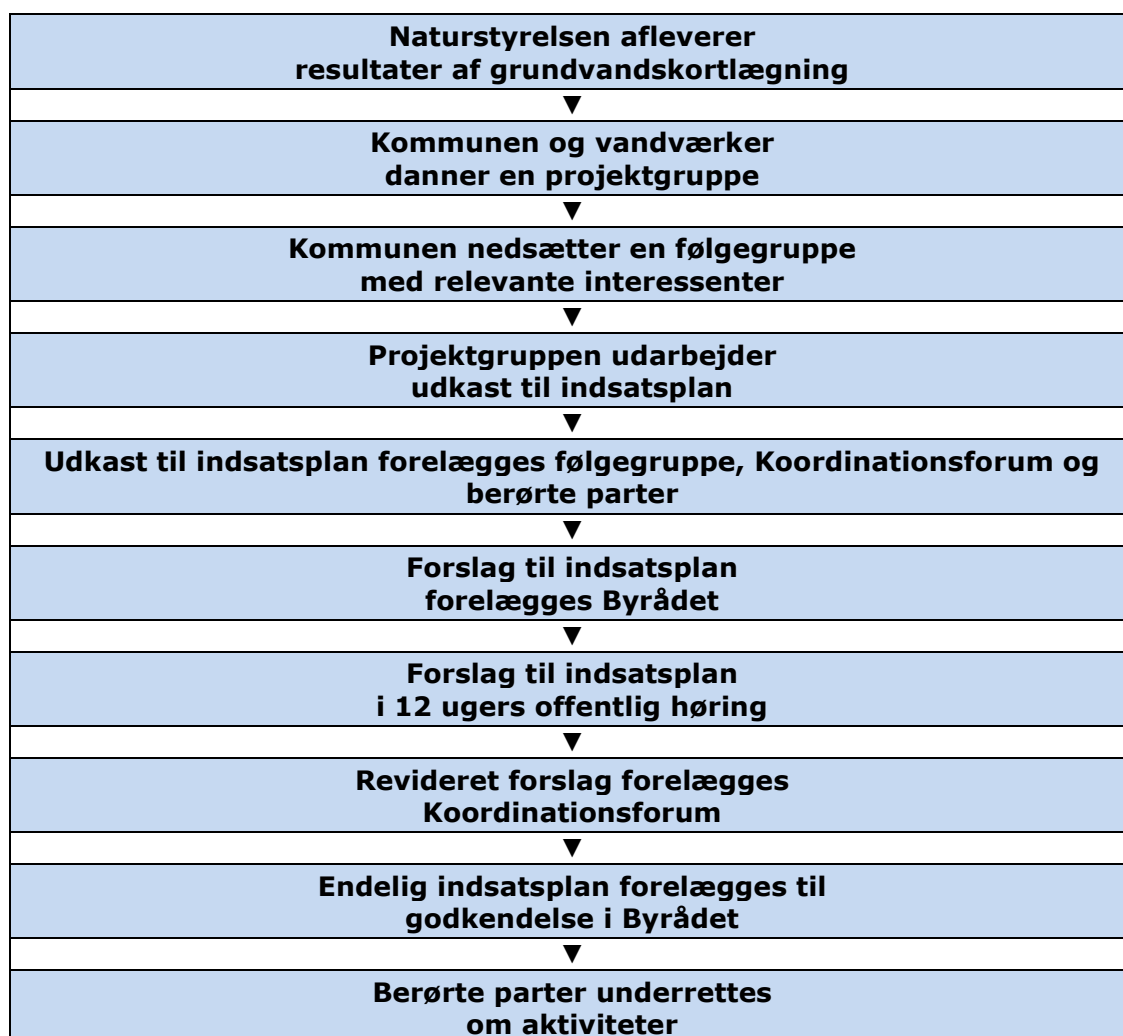 Naturstyrelsen afleverer
resultater af grundvandskortlægning
▼
Kommunen og vandværker
danner en projektgruppe
▼
Kommunen nedsætter en følgegruppe
med relevante interessenter
▼
Projektgruppen udarbejder
udkast til indsatsplan
▼
Udkast til indsatsplan forelægges følgegruppe, Koordinationsforum og
berørte parter
▼
Forslag til indsatsplan
forelægges Byrådet
▼
Forslag til indsatsplan
i 12 ugers offentlig høring
▼
Revideret forslag forelægges
Koordinationsforum
▼
Endelig indsatsplan forelægges til
godkendelse i Byrådet
▼
Berørte parter underrettes
om aktiviteter